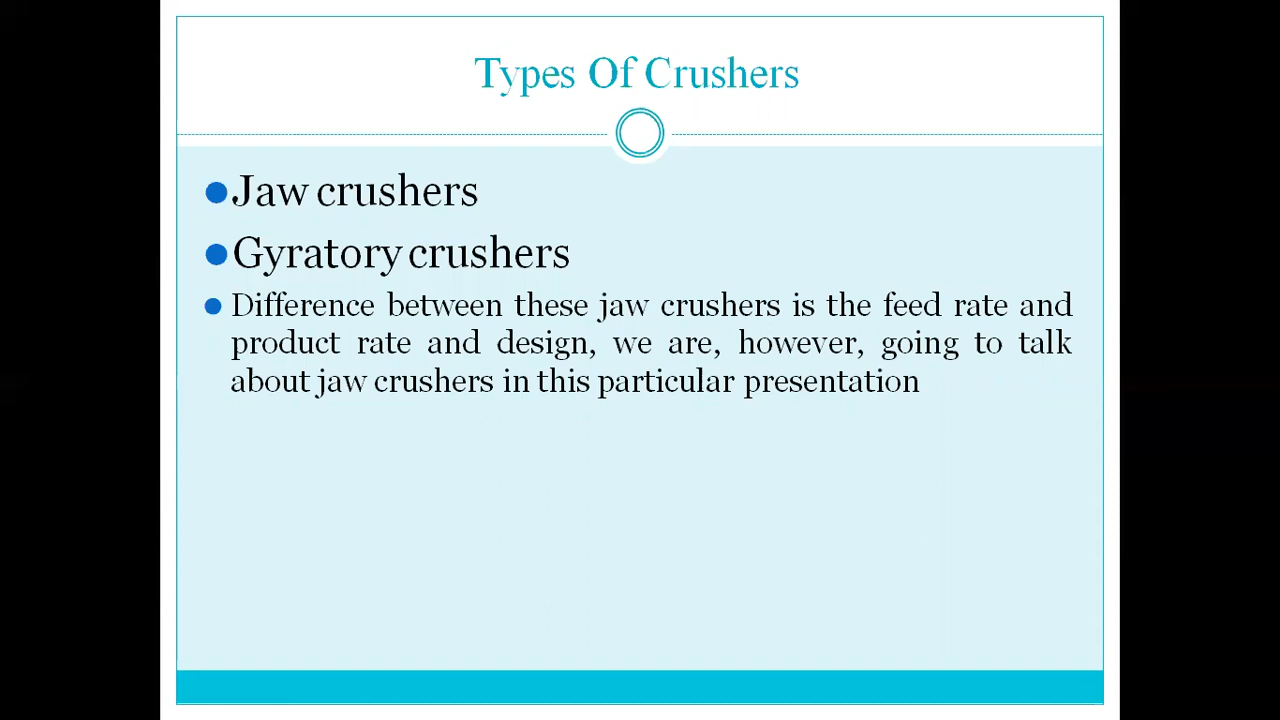 Types Of Crushers
Jaw crushers
Gyratory crushers
Difference between these jaw crushers is the feed rate and
product rate and design, we are, however, going to talk
about jaw crushers in this particular presentation